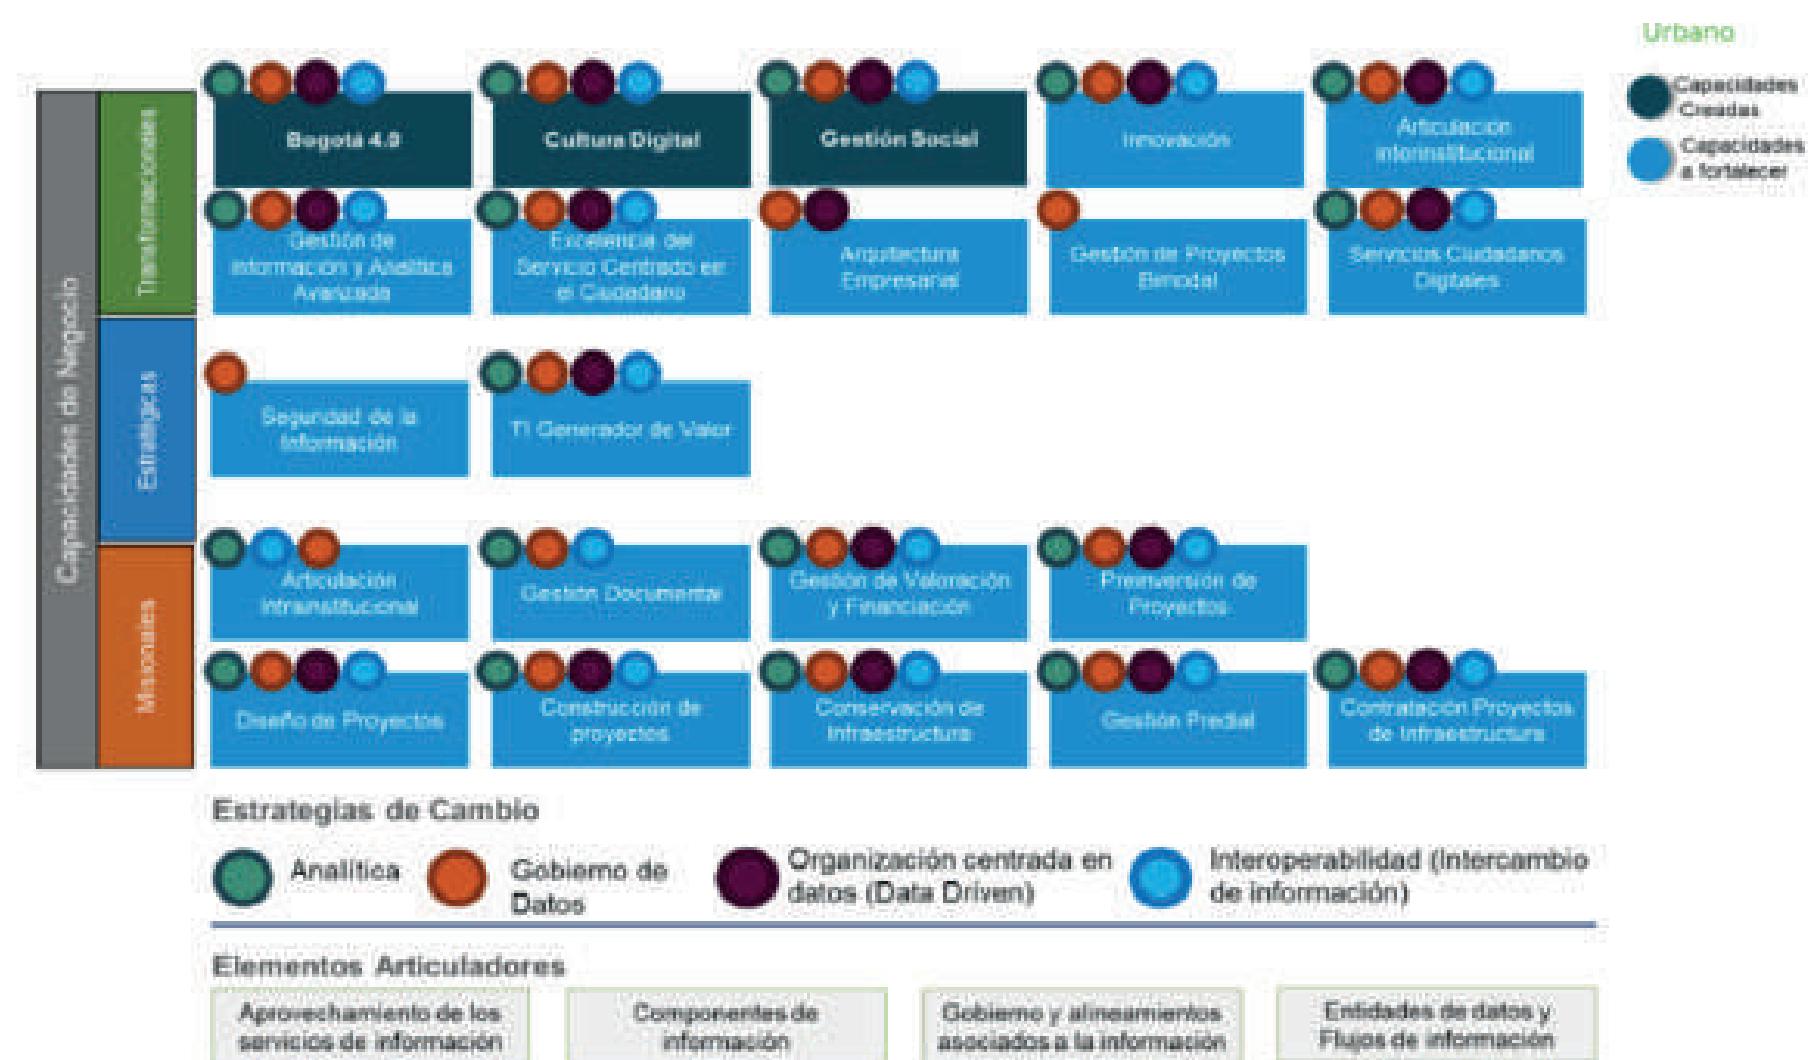 Urbano
Capacidades
Creadas
Capacidades
a fortalecer
Capacidades de Negocio
Transformacionales
Bogotá 4.0
Cultura Digital
Gestión Social
Innovación
Articulación
interinstitucional
Gestión de
información y Analítica
Avanzada
Excelencia del
Servicio Centrado en
el Ciudadano
Arquitectura
Empresarial
Gestión de Proyectos
Bimodal
Servicios Ciudadanos
Digitales
Estratégicas
Seguridad de la
Información
TI Generador de Valor
Misionales
Articulación
intrainstitucional
Gestión Documental
Gestión de Valoración
y Financiación
Preinversión de
Proyectos
Diseño de Proyectos
Construcción de
proyectos
Conservación de
Infraestructura
Gestión Predial
Contratación Proyectos
de Infraestructura
Estrategias de Cambio
Analítica
Gobierno de
Datos
Organización centrada en
datos (Data Driven)
Interoperabilidad (Intercambio
de información)
Elementos Articuladores
Aprovechamiento de los
servicios de información
Componentes de
información
Gobierno y alineamientos
asociados a la información
Entidades de datos y
Flujos de información